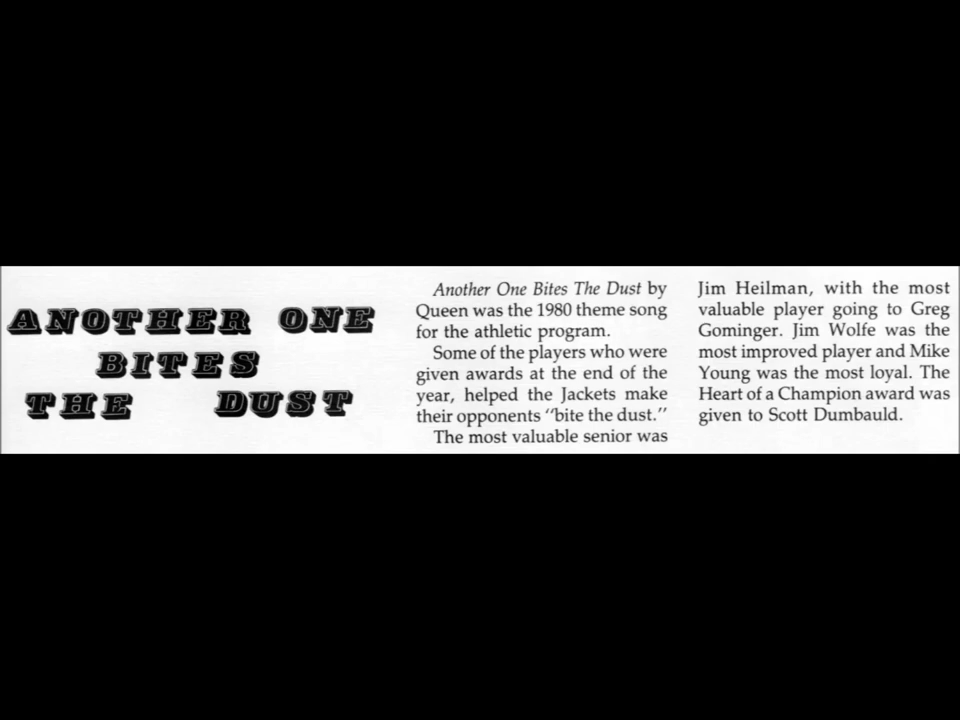 ANOTHER ONE
BITES
THE DUST
Another One Bites The Dust by
Queen was the 1980 theme song
for the athletic program.
Some of the players who were
given awards at the end of the
year, helped the Jackets make
their opponents "bite the dust."
The most valuable senior was
Jim Heilman, with the most
valuable player going to Greg
Gominger. Jim Wolfe was the
most improved player and Mike
Young was the most loyal. The
Heart of a Champion award was
given to Scott Dumbauld.